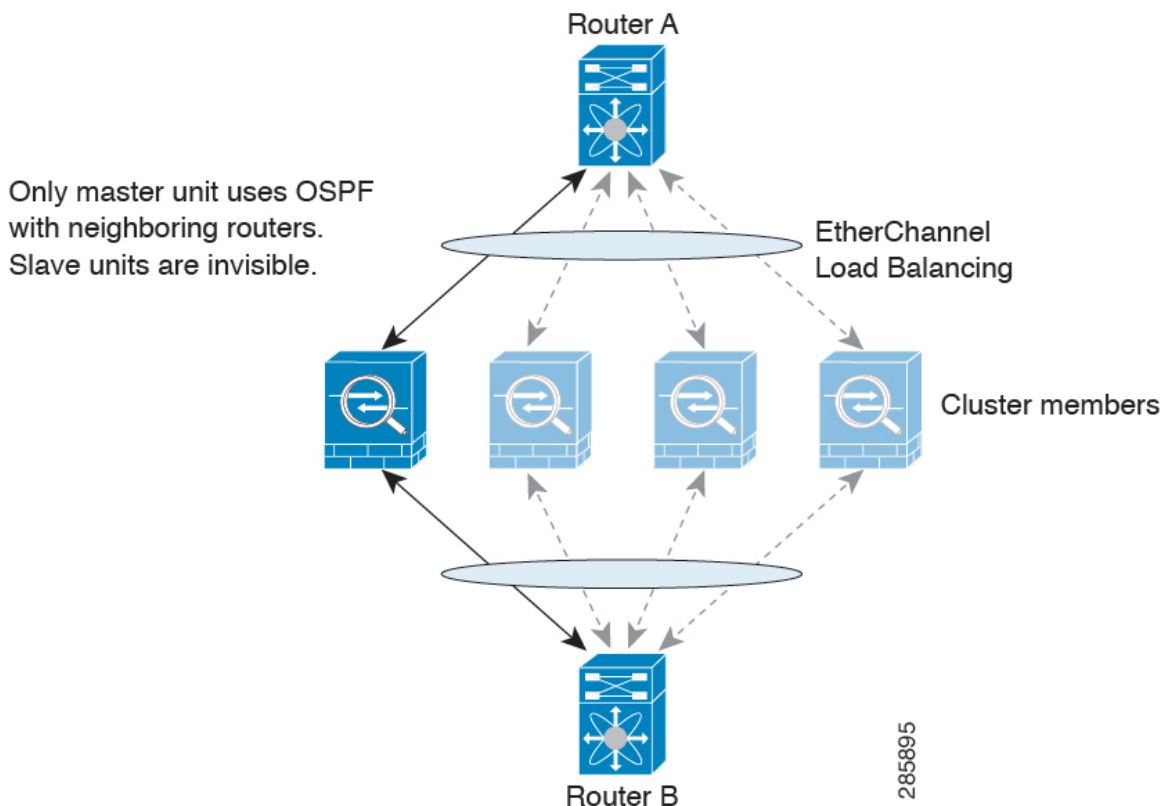 Router A
Only master unit uses OSPF
with neighboring routers.
Slave units are invisible.
EtherChannel
Load Balancing
Cluster members
Router B
285895